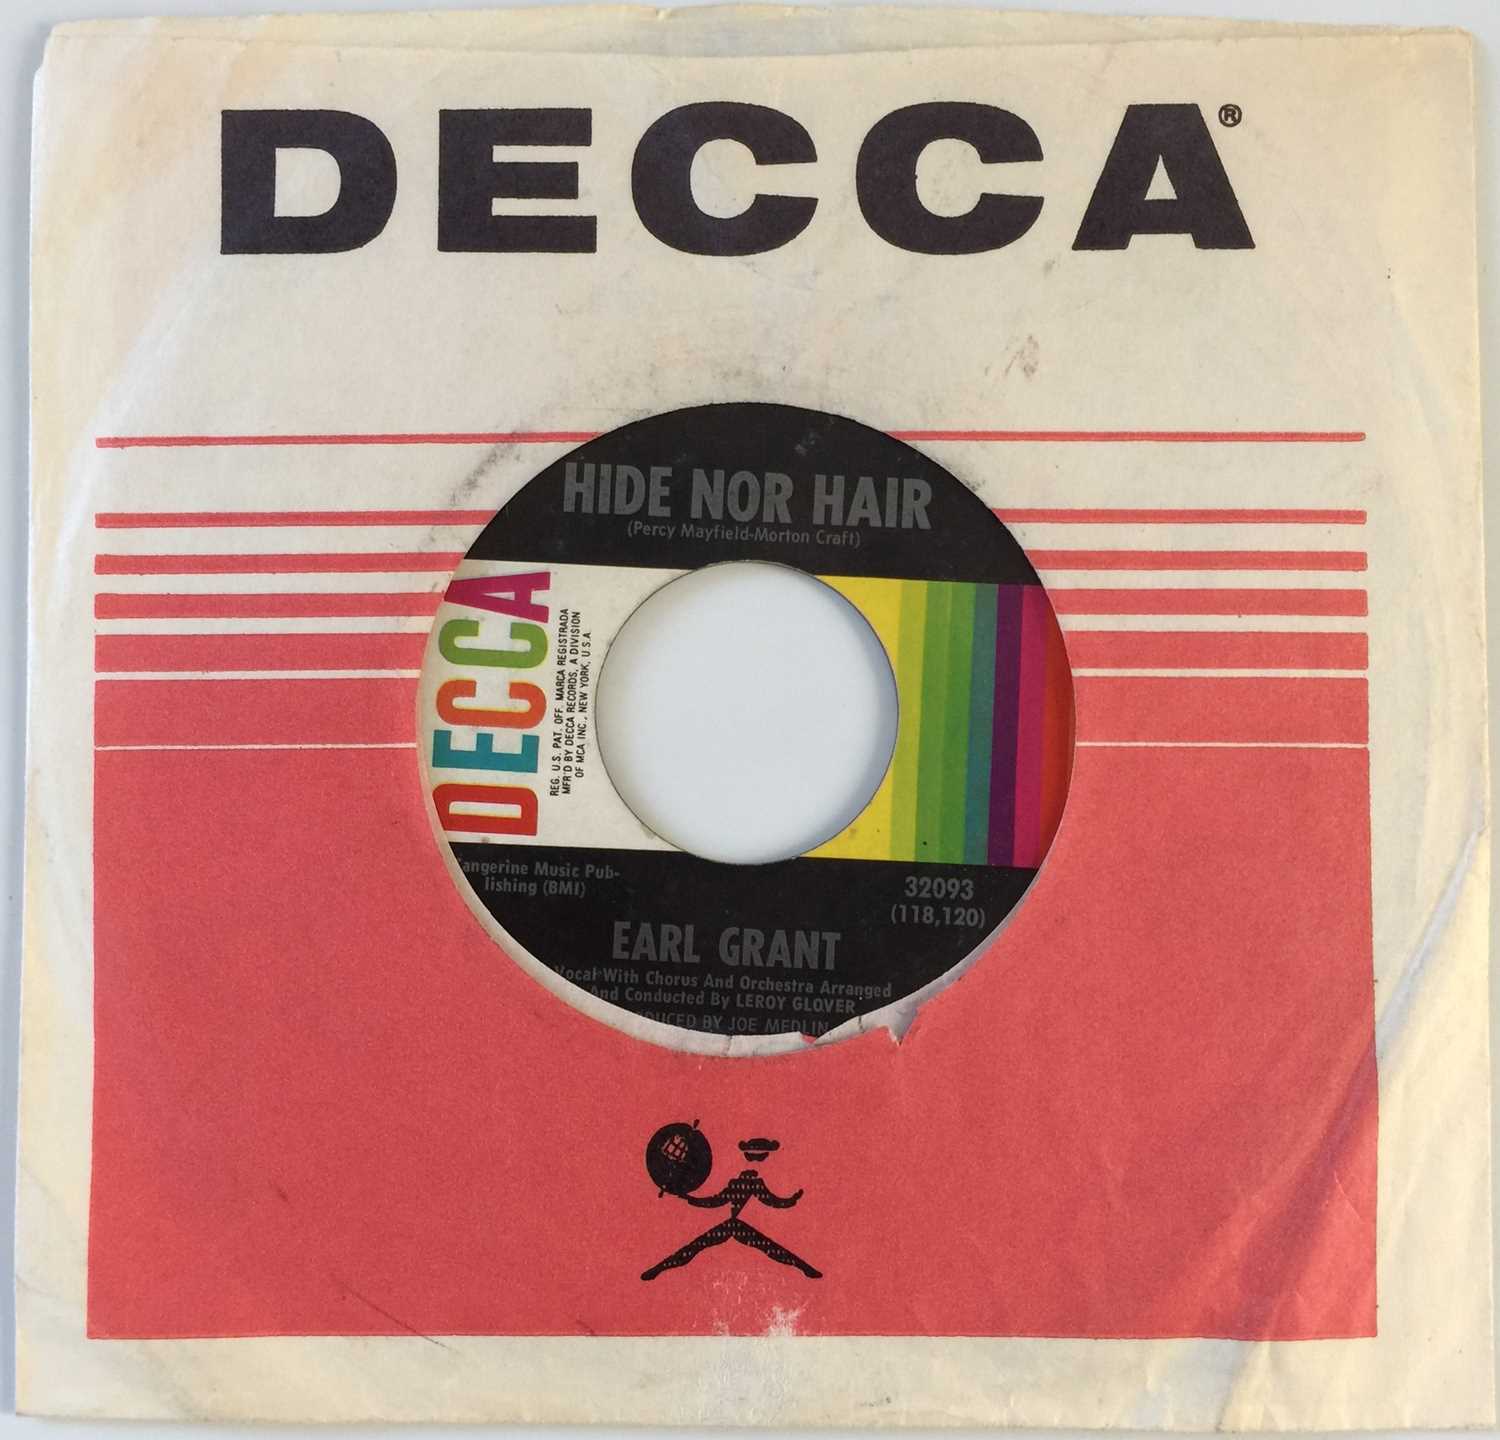 DECCA®
HIDE NOR HAIR
(Percy Mayfield-Morton Craft)
DECCA
REG. U.S. PAT. OFF. MARCA REGISTRADA
MFR'D BY DECCA RECORDS, A DIVISION
OF MCA INC., NEW YORK, U.S.A.
Tangerine Music Pub-
lishing (BMI)
32093
(118,120)
EARL GRANT
Vocal With Chorus And Orchestra Arranged
And Conducted By LEROY GLOVER
DUCED BY JOE MEDLIN